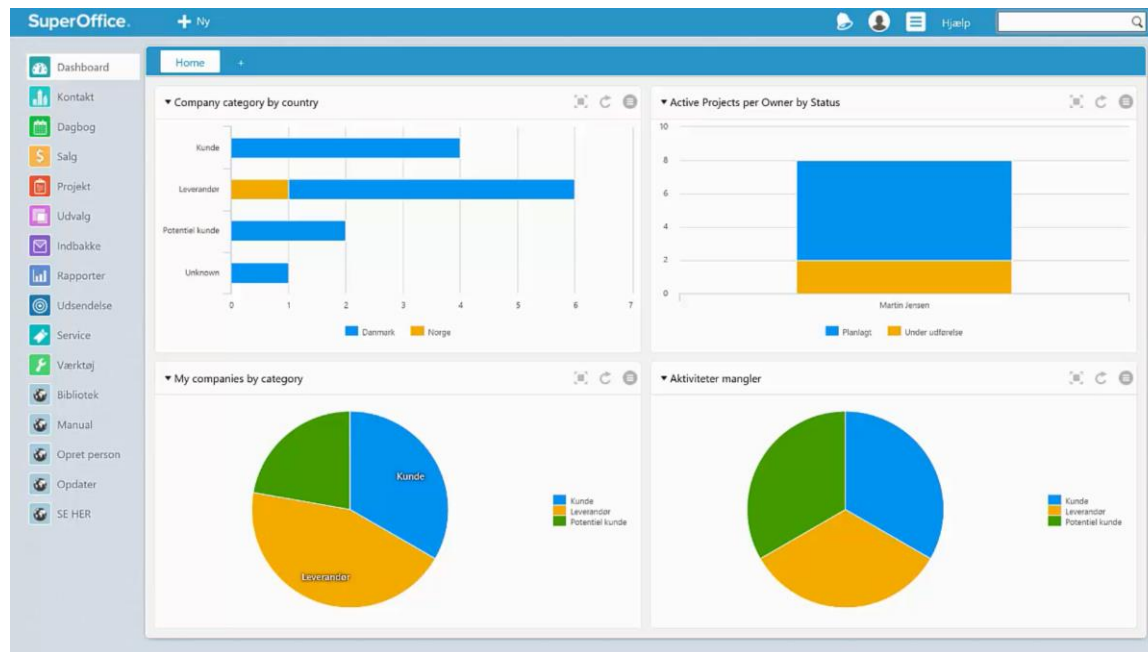 SuperOffice.
Ny
Hjælp
Dashboard
Kontakt
Dagbog
Salg
Projekt
Udvalg
Indbakke
Rapporter
Udsendelse
Service
Værktøj
Bibliotek
Manual
Opret person
Opdater
SE HER
Home +
Company category by country
Kunde
Leverandør
Potentiel kunde
Unknown
0 1 2 3 4 5 6 7
Danmark Norge
Active Projects per Owner by Status
10
8
6
4
2
0
Martin Jensen
Planlagt Under udførelse
My companies by category
Kunde
Leverandør
Kunde
Leverandør
Potentiel kunde
Aktiviteter mangler
Kunde
Leverandør
Potentiel kunde